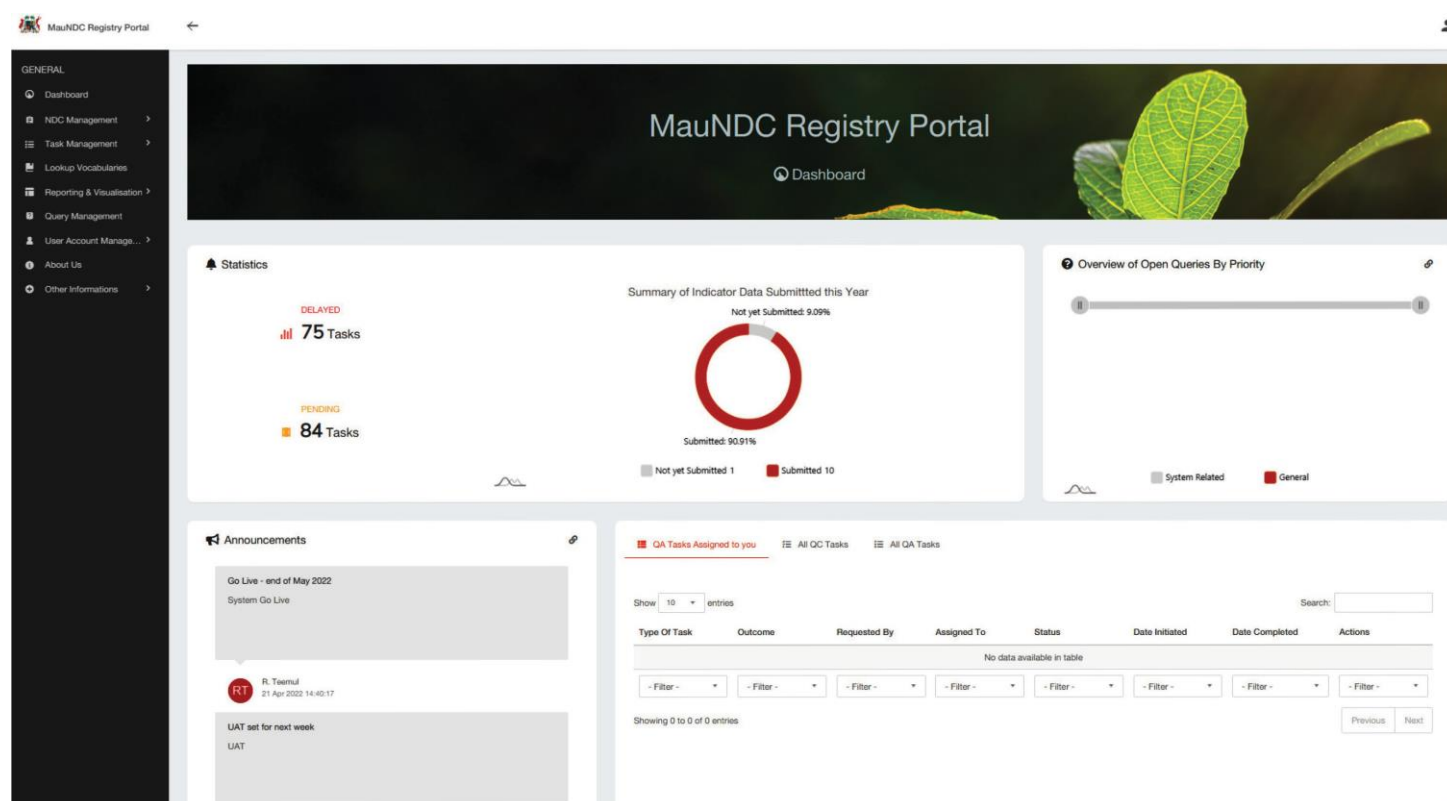 MauNDC Registry Portal
GENERAL
Dashboard
NDC Management
Task Management
Lookup Vocabularies
Reporting & Visualisation
Query Management
User Account Manage...
About Us
Other Informations
MauNDC Registry Portal
Dashboard
Statistics
DELAYED
75 Tasks
PENDING
84 Tasks
Summary of Indicator Data Submittted this Year
Not yet Submitted: 9.09%
Submitted: 90.91%
Not yet Submitted 1 Submitted 10
Overview of Open Queries By Priority
System Related General
Announcements
Go Live - end of May 2022
System Go Live
RT
R. Teemul
21 Apr 2022 14:40:17
UAT set for next week
UAT
QA Tasks Assigned to you All QC Tasks All QA Tasks
Show 10 entries Search:
Type Of Task Outcome Requested By Assigned To Status Date Initiated Date Completed Actions
No data available in table
- Filter - - Filter - - Filter - - Filter - - Filter - - Filter - - Filter - - Filter -
Showing 0 to 0 of 0 entries Previous Next